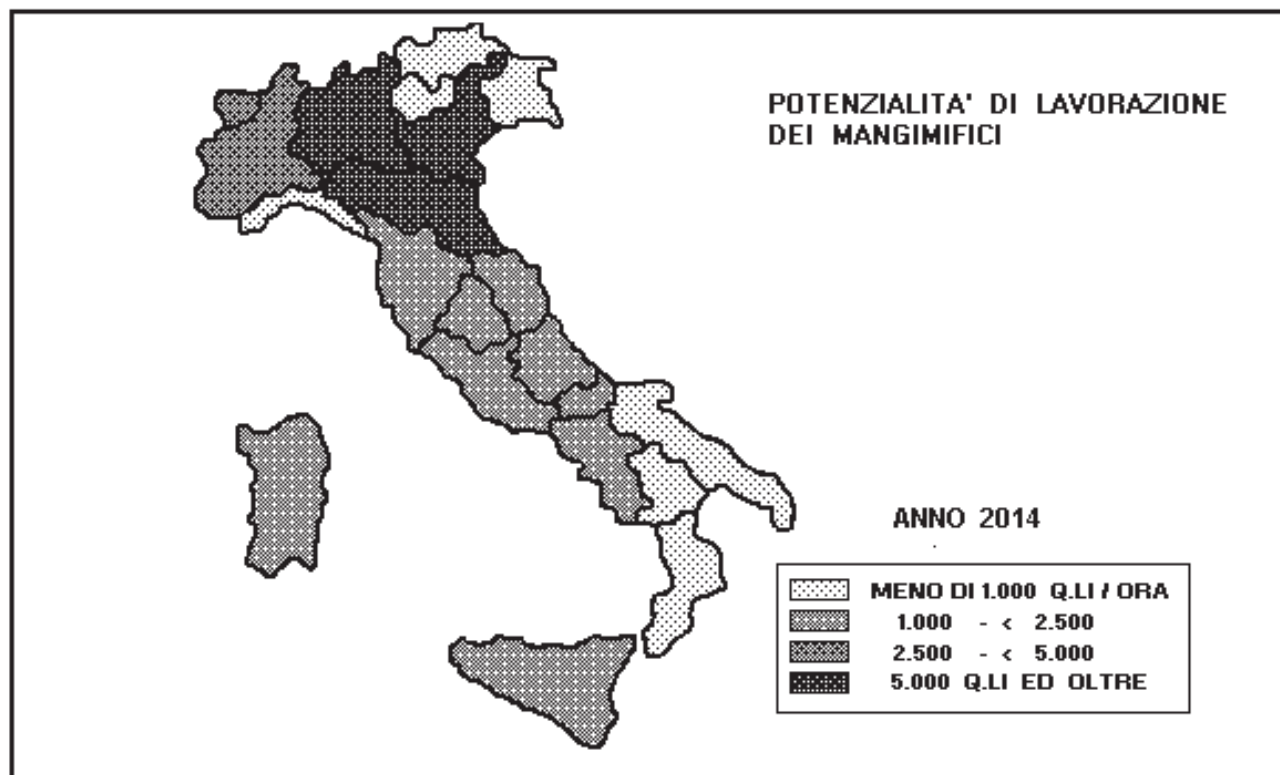 POTENZIALITA' DI LAVORAZIONE
DEI MANGIMIFICI
ANNO 2014
MENO DI 1.000 Q.LI / ORA
1.000 - < 2.500
2.500 - < 5.000
5.000 Q.LI ED OLTRE